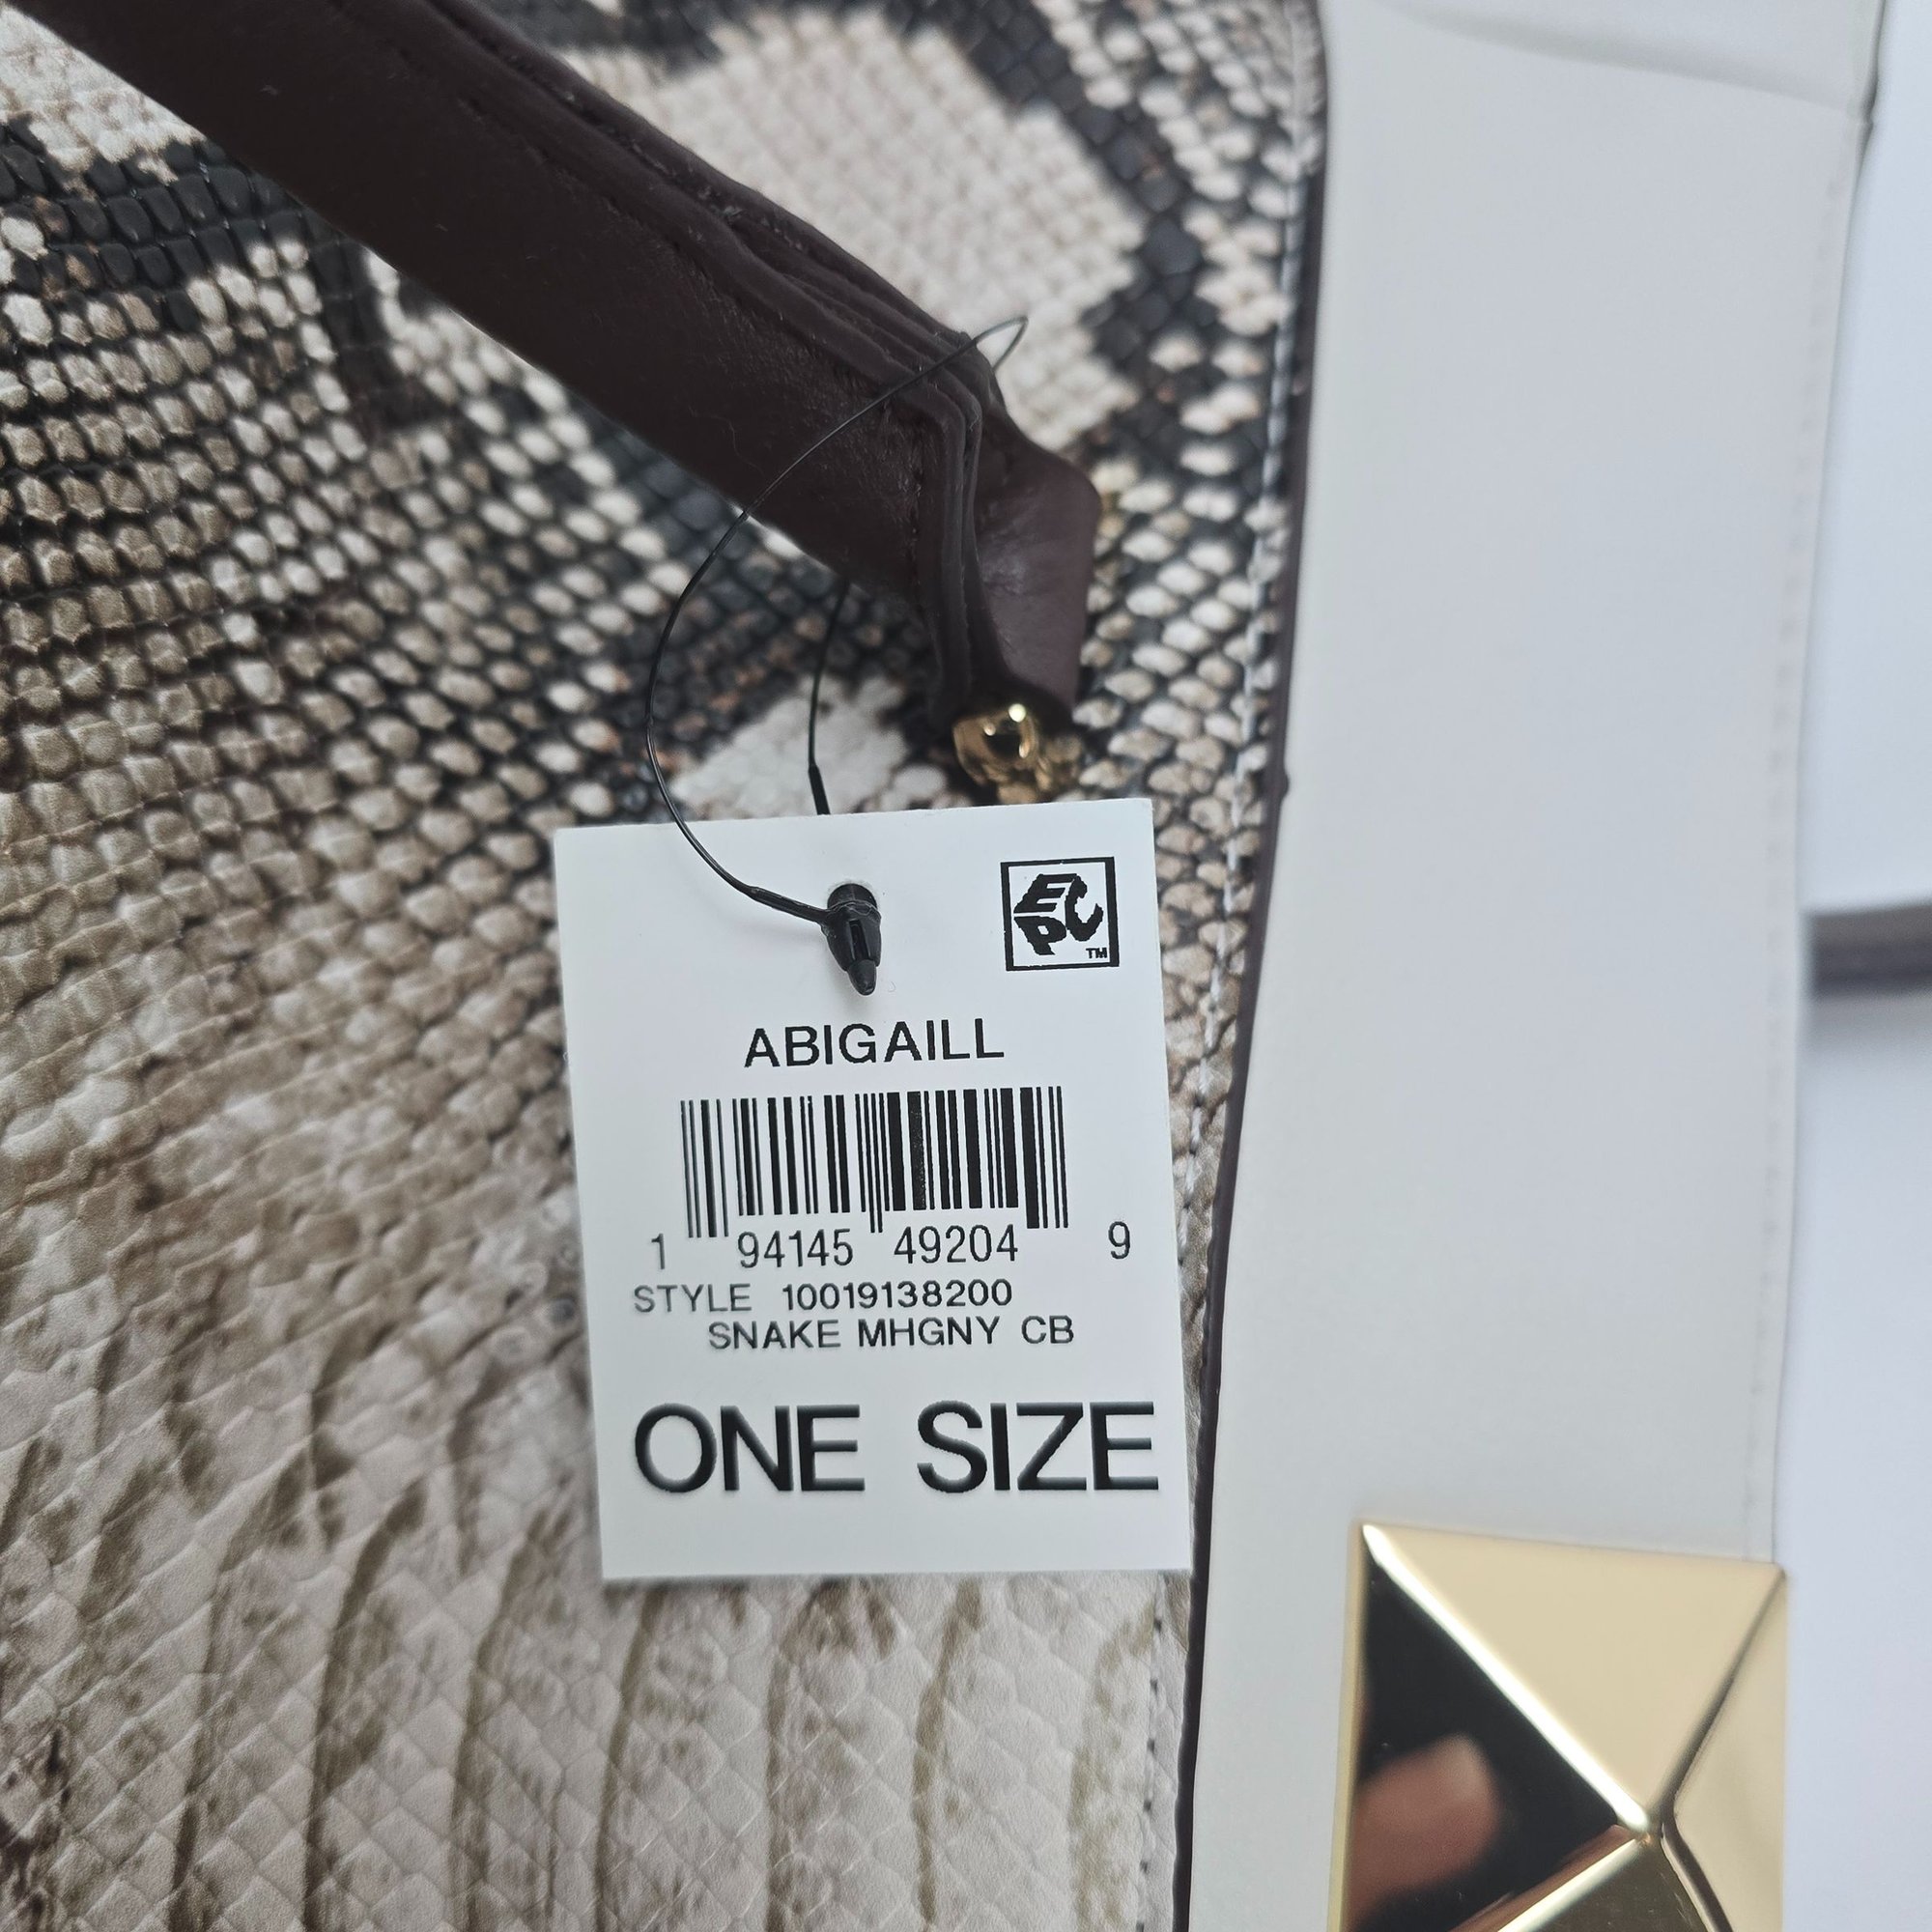 EPC TM
ABIGAILL
1 94145 49204 9
STYLE 10019138200
SNAKE MHGNY CB
ONE SIZE